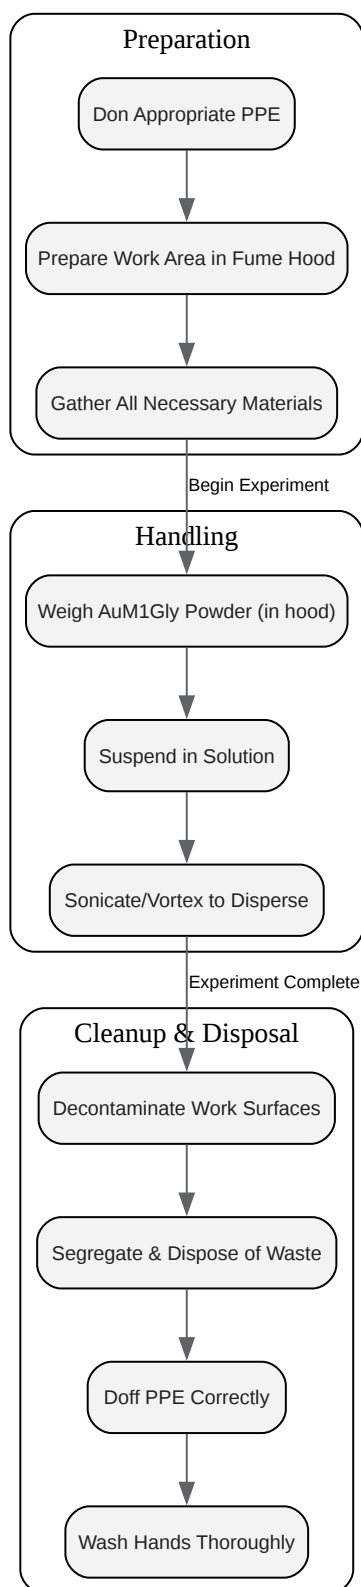 Preparation
Don Appropriate PPE
Prepare Work Area in Fume Hood
Gather All Necessary Materials
Begin Experiment
Handling
Weigh AuM1Gly Powder (in hood)
Suspend in Solution
Sonicate/Vortex to Disperse
Experiment Complete
Cleanup & Disposal
Decontaminate Work Surfaces
Segregate & Dispose of Waste
Doff PPE Correctly
Wash Hands Thoroughly